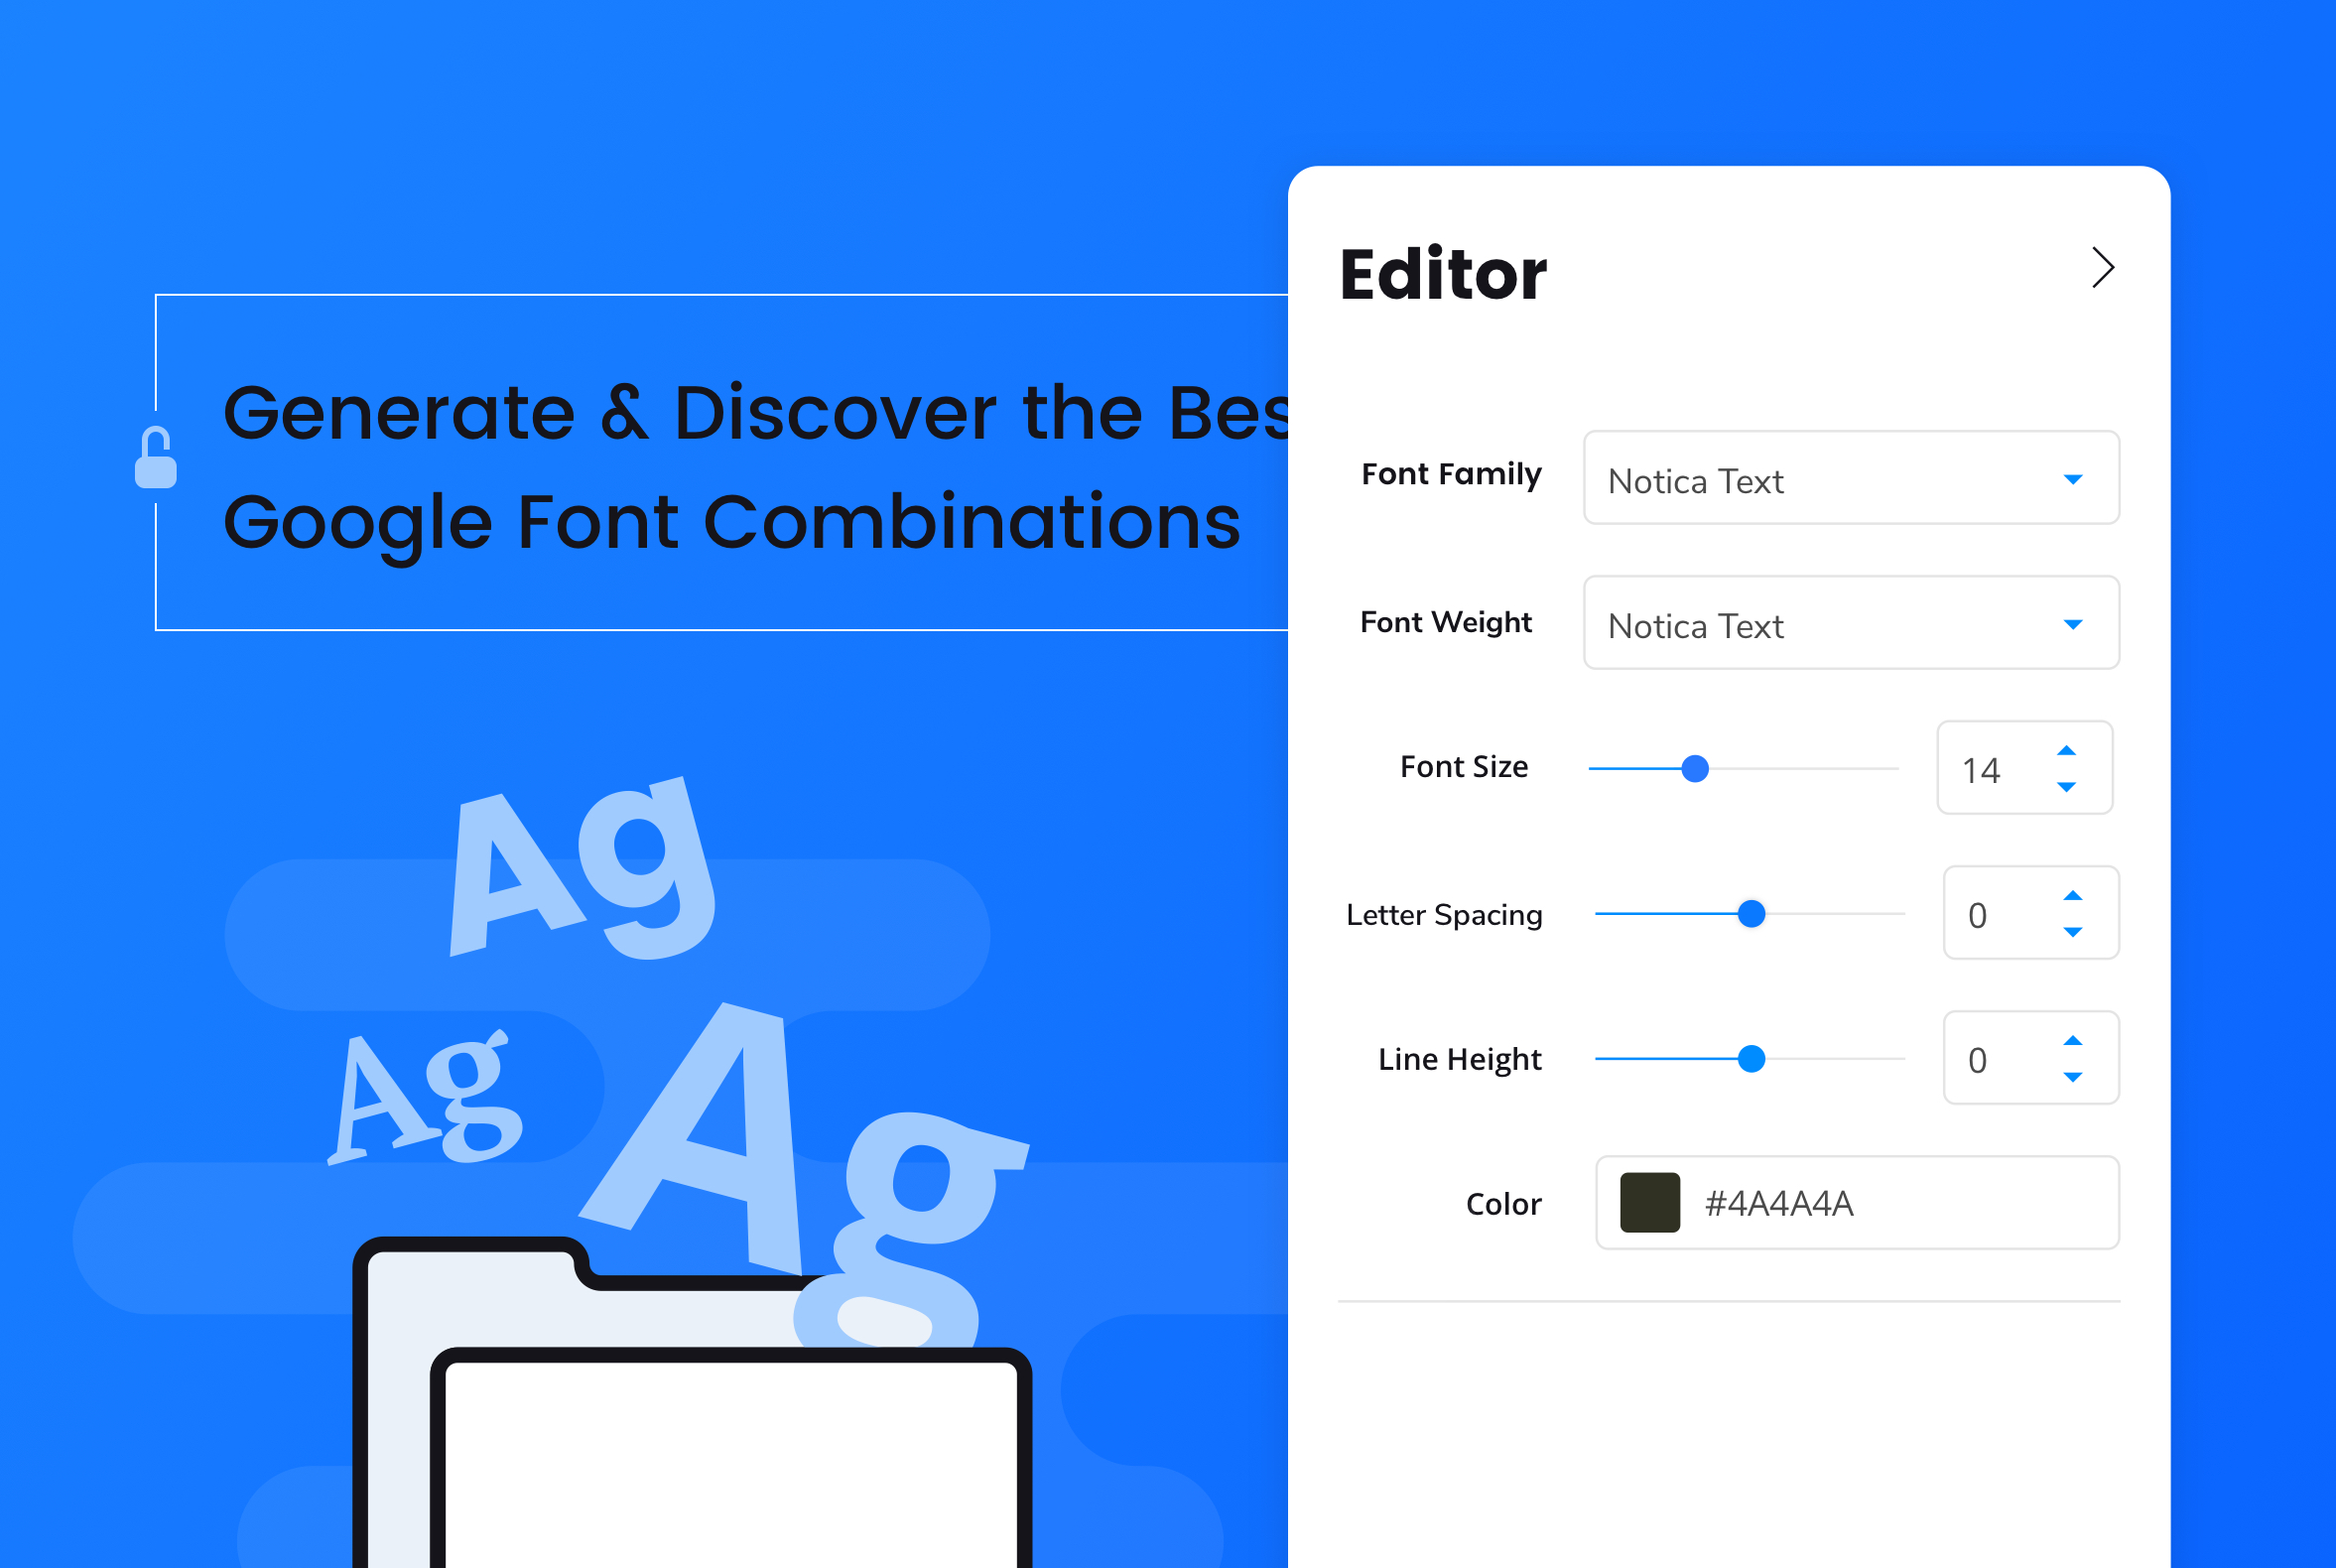 Generate & Discover the Bes
Google Font Combinations
Ag
Ag
Ag
Editor
Font Family
Notica Text
Font Weight
Notica Text
Font Size
14
Letter Spacing
0
Line Height
0
Color
#4A4A4A